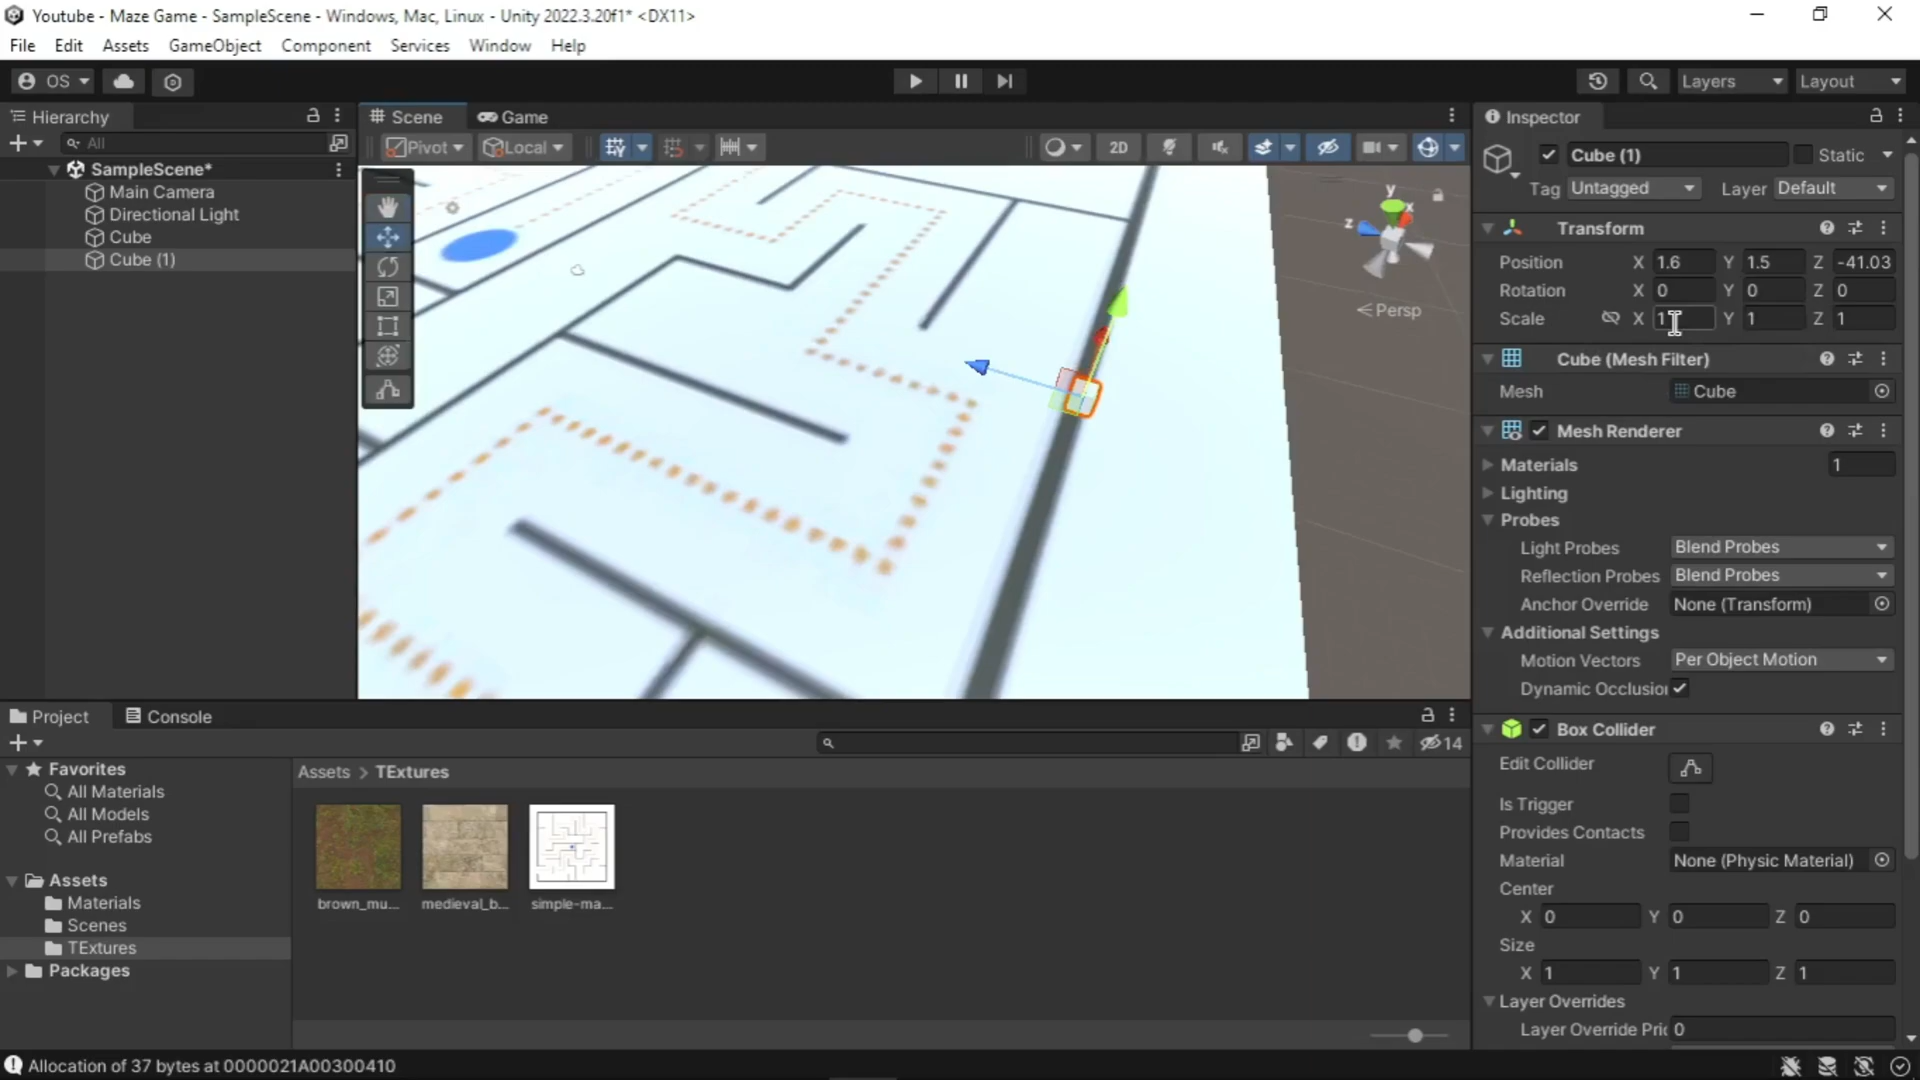 Youtube - Maze Game - SampleScene - Windows, Mac, Linux - Unity 2022.3.20f1* <DX11>
File Edit Assets GameObject Component Services Window Help
OS Layers Layout
Hierarchy
All
SampleScene*
Main Camera
Directional Light
Cube
Cube (1)
Scene Game
Pivot Local 2D
y
x
z
Persp
Inspector
Cube (1) Static
Tag Untagged Layer Default
Transform
Position X 1.6 Y 1.5 Z -41.03
Rotation X 0 Y 0 Z 0
Scale X 1 Y 1 Z 1
Cube (Mesh Filter)
Mesh Cube
Mesh Renderer
Materials 1
Lighting
Probes
Light Probes Blend Probes
Reflection Probes Blend Probes
Anchor Override None (Transform)
Additional Settings
Motion Vectors Per Object Motion
Dynamic Occlusion
Box Collider
Edit Collider
Is Trigger
Provides Contacts
Material None (Physic Material)
Center
X 0 Y 0 Z 0
Size
X 1 Y 1 Z 1
Layer Overrides
Layer Override Pric 0
Project Console
14
Favorites
All Materials
All Models
All Prefabs
Assets
Materials
Scenes
TExtures
Packages
Assets > TExtures
brown_mu... medieval_b... simple-ma...
Allocation of 37 bytes at 0000021A00300410